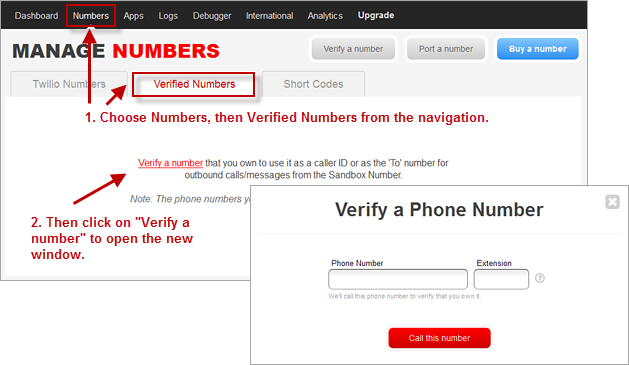 Dashboard Numbers Apps Logs Debugger International Analytics Upgrade
MANAGE NUMBERS
Verify a number
Port a number
Buy a number
Twilio Numbers
Verified Numbers
Short Codes
1. Choose Numbers, then Verified Numbers from the navigation.
Verify a number that you own to use it as a caller ID or as the 'To' number for
outbound calls/messages from the Sandbox Number.
Note: The phone numbers yo
2. Then click on "Verify a
number" to open the new
window.
Verify a Phone Number
Phone Number
Extension
?
We'll call this phone number to verify that you own it.
Call this number